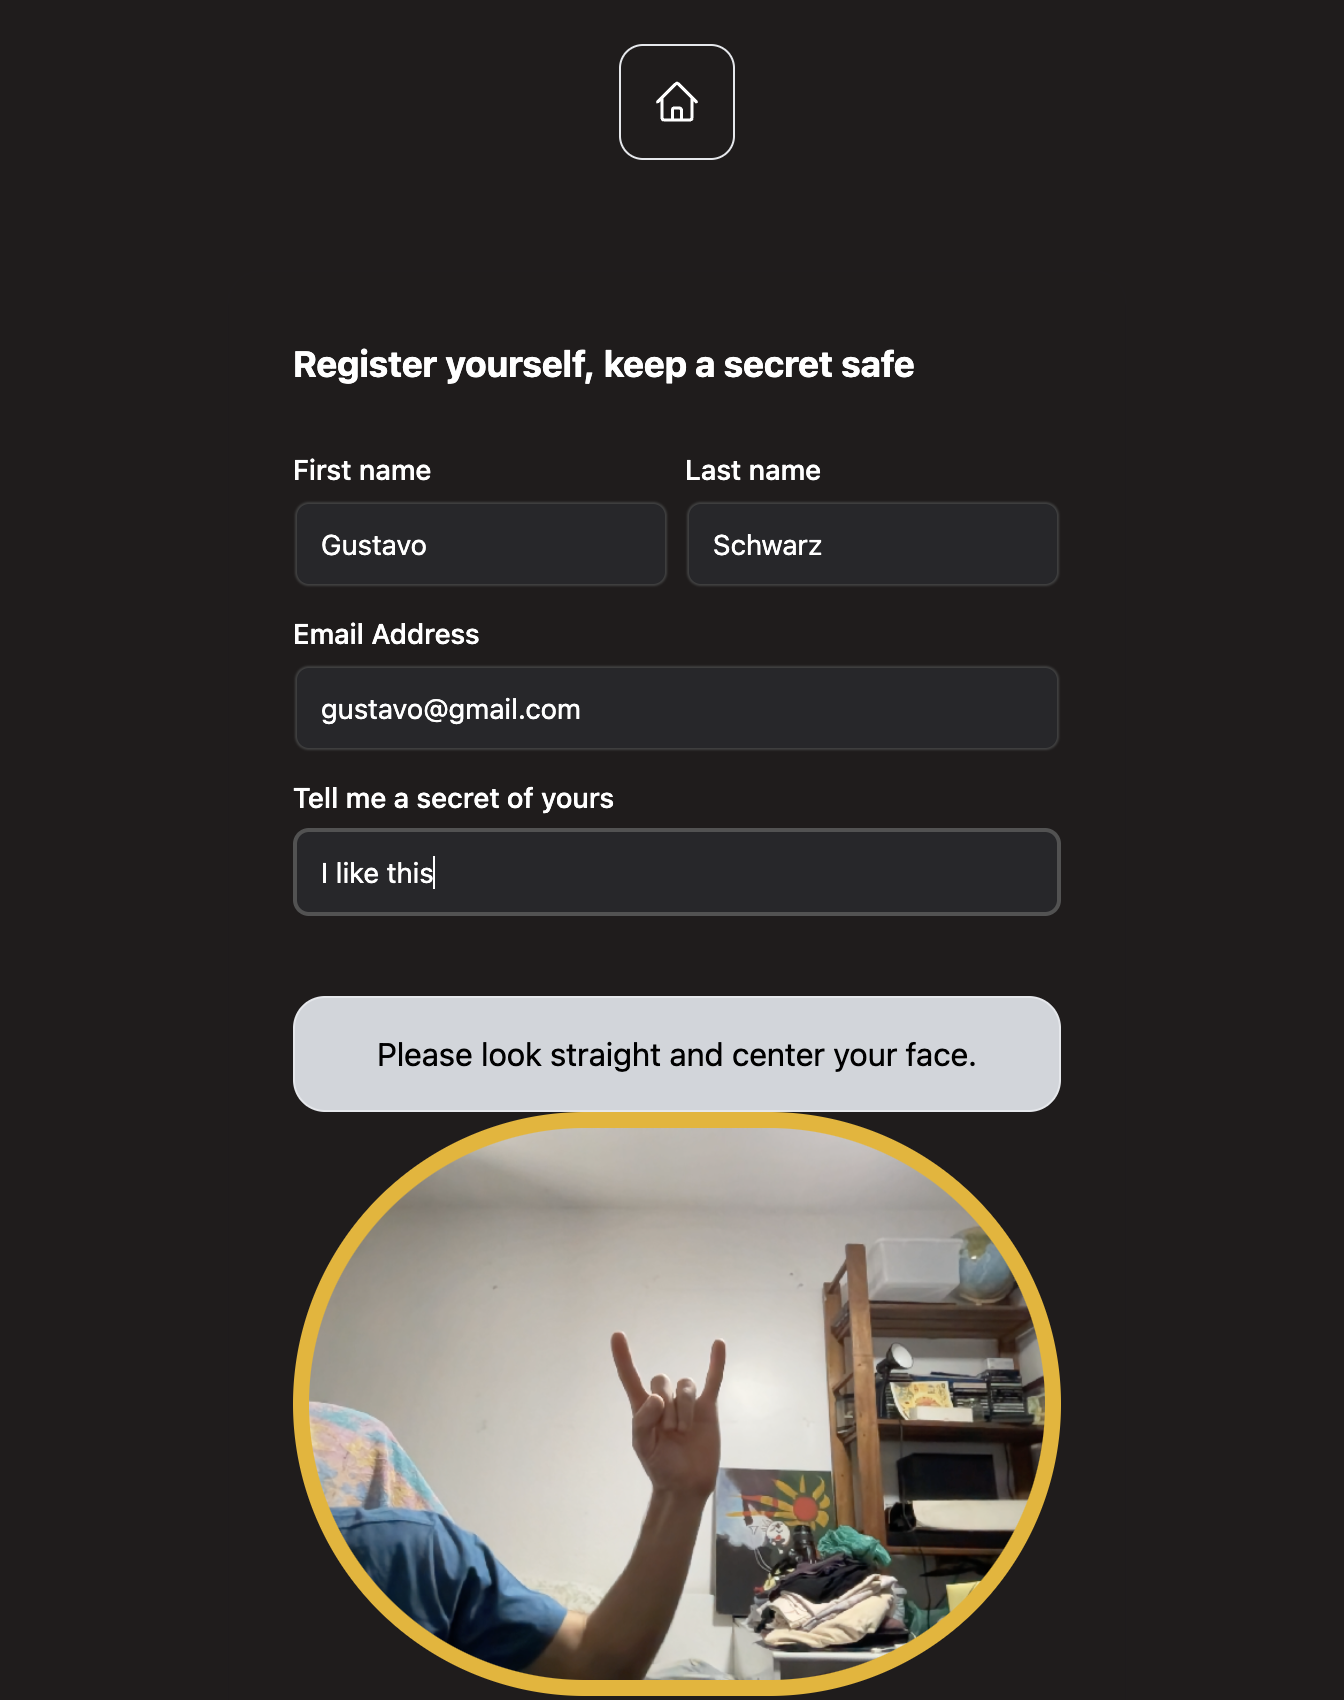 Register yourself, keep a secret safe
First name
Last name
Gustavo
Schwarz
Email Address
gustavo@gmail.com
Tell me a secret of yours
I like this
Please look straight and center your face.